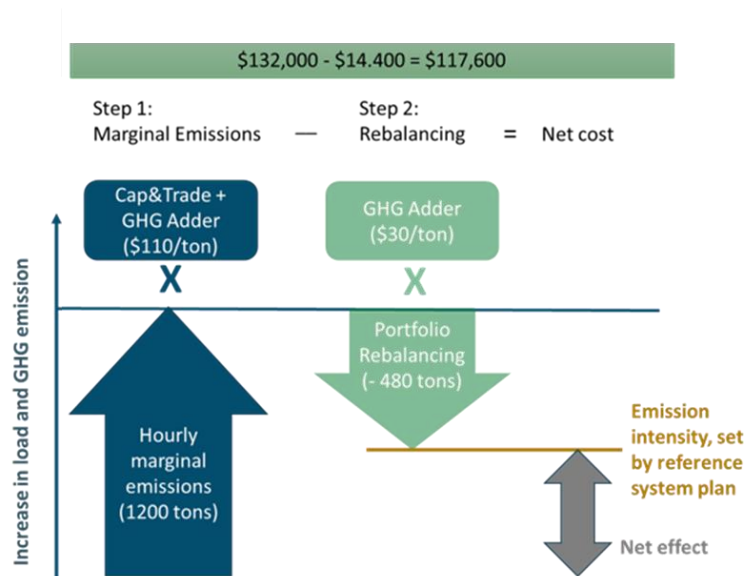 $132,000 - $14.400 = $117,600
Step 1:
Marginal Emissions
—
Step 2:
Rebalancing
=
Net cost
Cap&Trade +
GHG Adder
($110/ton)
X
GHG Adder
($30/ton)
X
Increase in load and GHG emission
Hourly
marginal
emissions
(1200 tons)
Portfolio
Rebalancing
(- 480 tons)
Emission
intensity, set
by reference
system plan
Net effect